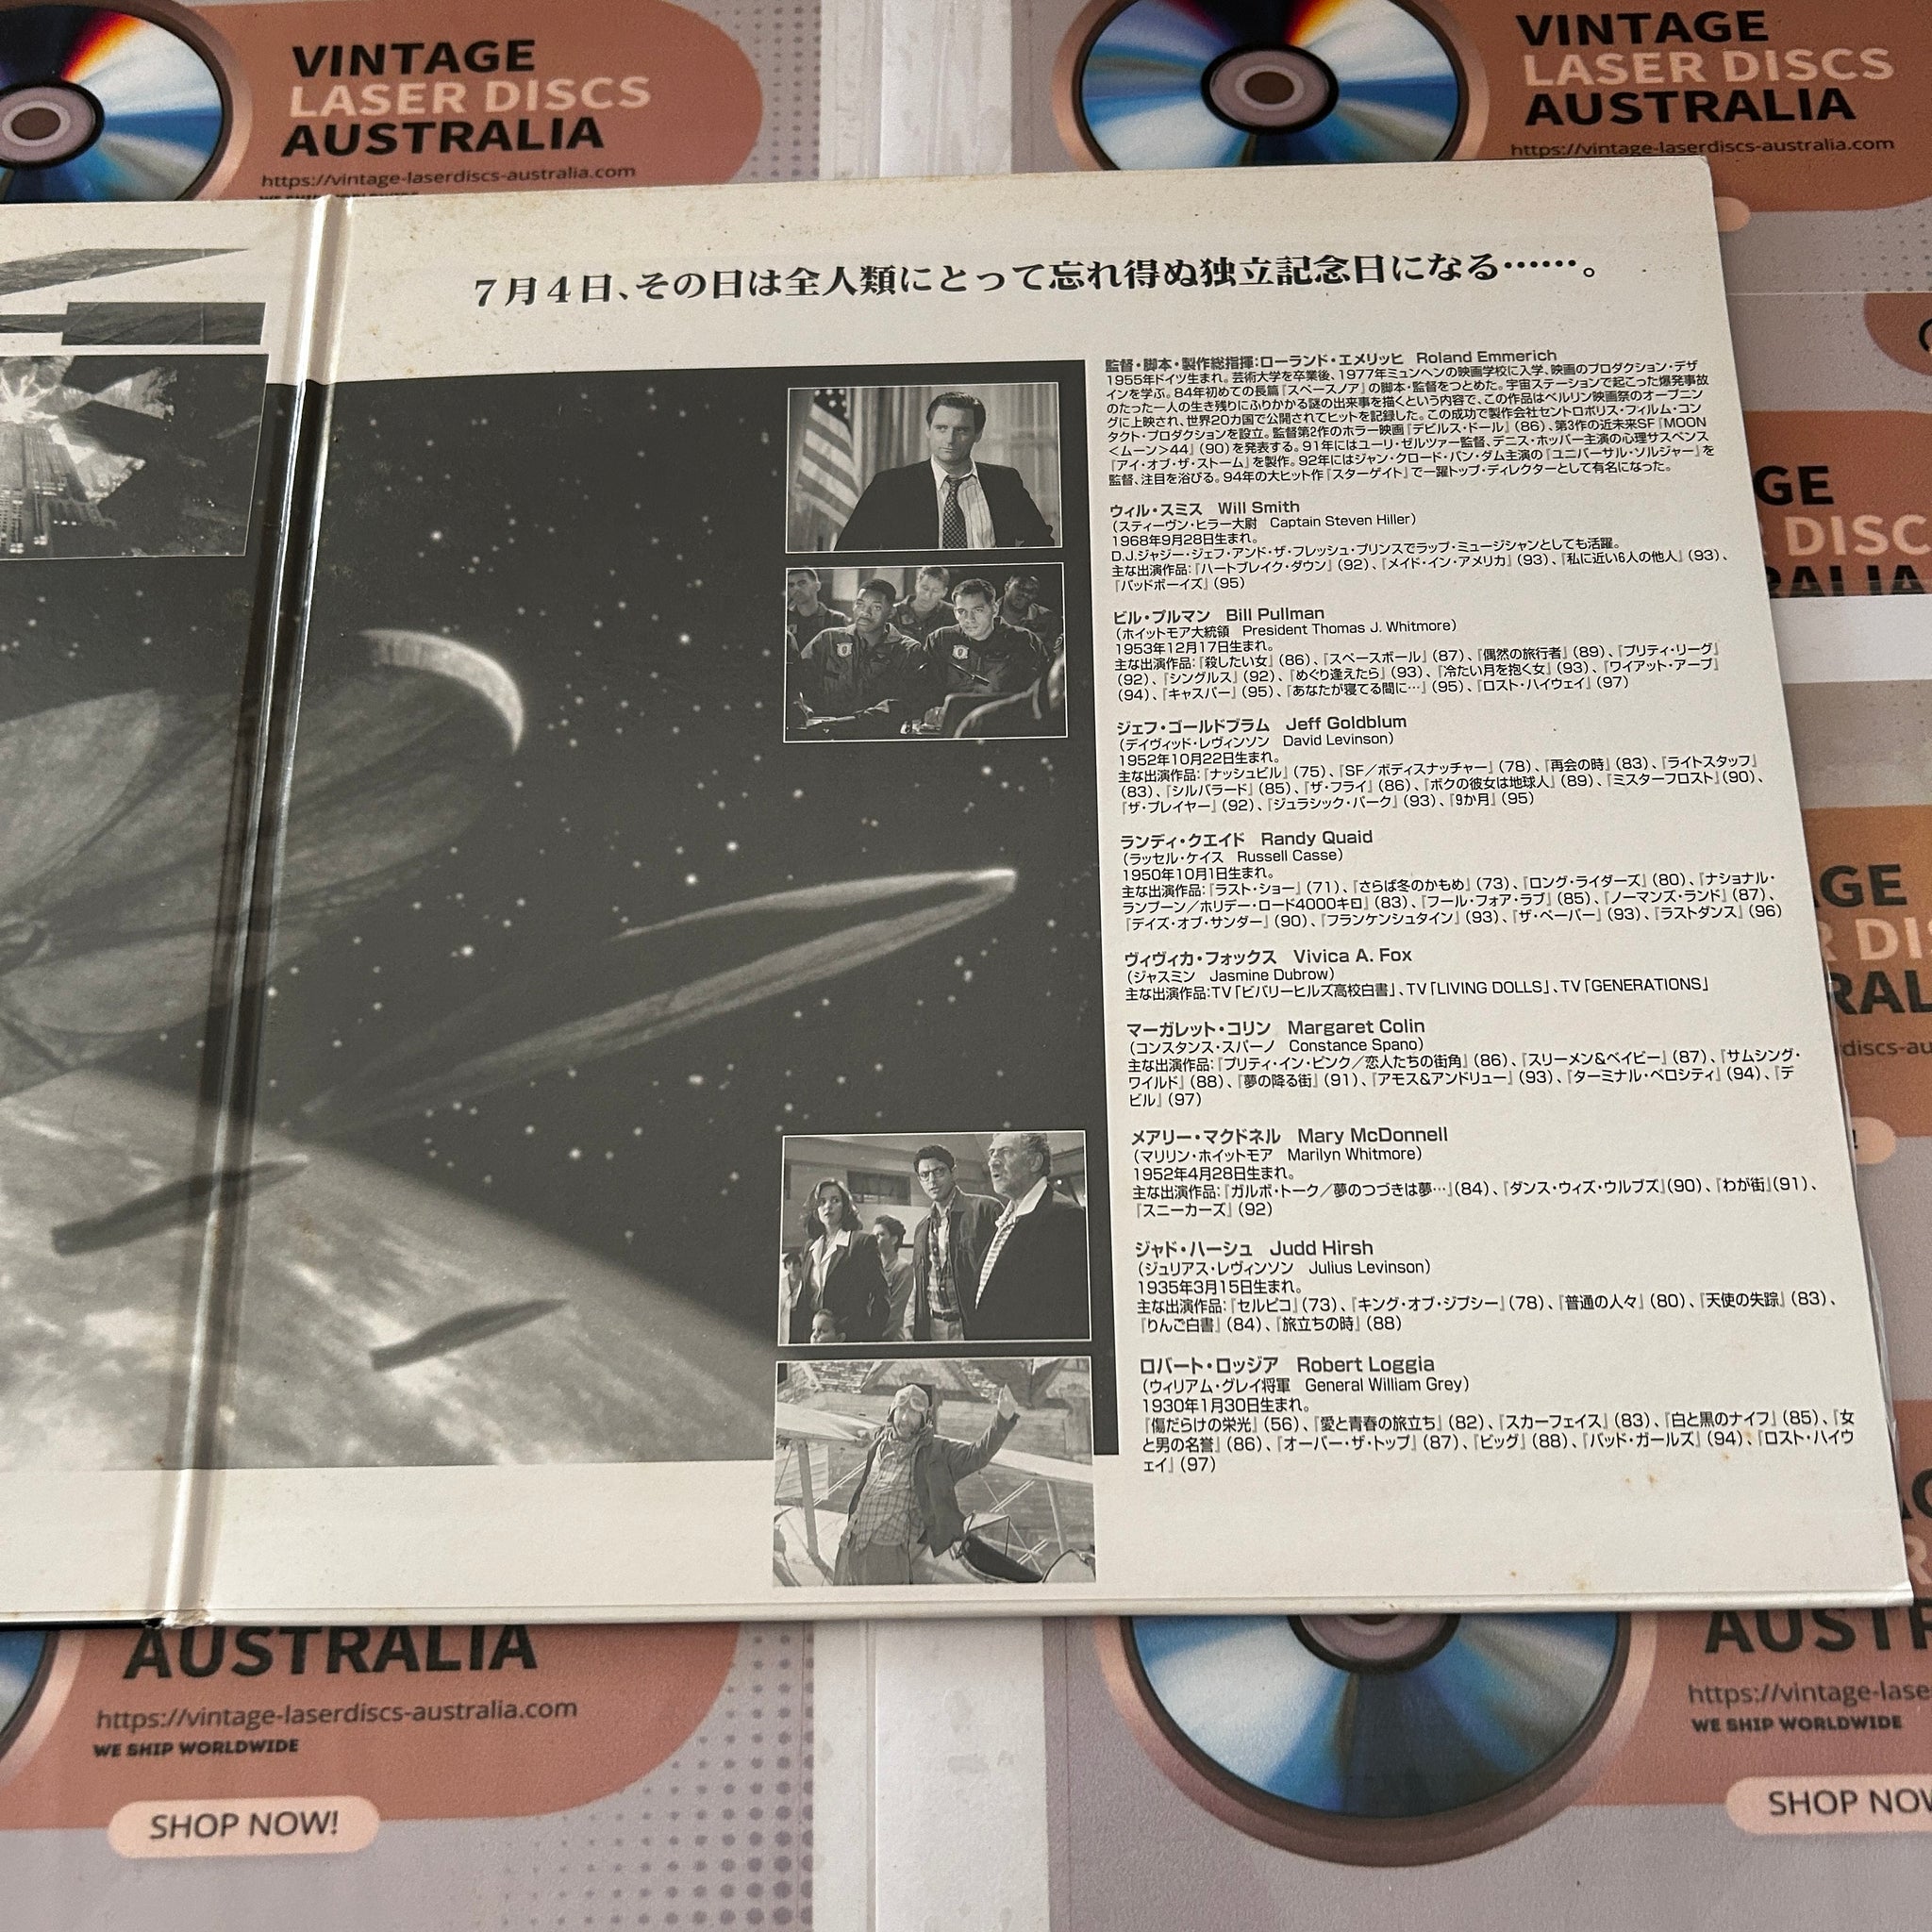 VINTAGE
LASER DISCS
AUSTRALIA
https://vintage-laserdiscs-australia.com
VINTAGE
LASER DISCS
AUSTRALIA
https://vintage-laserdiscs-australia.com
7月4日、その日は全人類にとって忘れ得ぬ独立記念日になる……。
監督・脚本・製作総指揮：ローランド・エメリッヒ Roland Emmerich
1955年ドイツ生まれ。芸術大学を卒業後、1977年ミュンヘンの映画学校に入学、映画のプロダクション・デザ
インを学ぶ。84年初めての長篇『スペースノア』の脚本・監督をつとめた。宇宙ステーションで起こった爆発事故
のたった一人の生き残りにふりかかる謎の出来事を描くという内容で、この作品はベルリン映画祭のオープニン
グに上映され、世界20カ国で公開されてヒットを記録した。この成功で製作会社セントロポリス・フィルム・コン
タクト・プロダクションを設立。監督第2作のホラー映画『デビルス・ドール』（86）、第3作の近未来SF『MOON
＜ムーン＞44』（90）を発表する。91年にはユーリ・ゼルツァー監督、デニス・ホッパー主演の心理サスペンス
『アイ・オブ・ザ・ストーム』を製作。92年にはジャン・クロード・バン・ダム主演の『ユニバーサル・ソルジャー』を
監督、注目を浴びる。94年の大ヒット作『スターゲイト』で一躍トップ・ディレクターとして有名になった。
ウィル・スミス Will Smith
（スティーヴン・ヒラー大尉 Captain Steven Hiller）
1968年9月28日生まれ。
D.J.ジャジー・ジェフ・アンド・ザ・フレッシュ・プリンスでラップ・ミュージシャンとしても活躍。
主な出演作品：『ハートブレイク・ダウン』（92）、『メイド・イン・アメリカ』（93）、『私に近い6人の他人』（93）、
『バッドボーイズ』（95）
ビル・プルマン Bill Pullman
（ホイットモア大統領 President Thomas J. Whitmore）
1953年12月17日生まれ。
主な出演作品：『殺したい女』（86）、『スペースボール』（87）、『偶然の旅行者』（89）、『プリティ・リーグ』
（92）、『シングルス』（92）、『めぐり逢えたら』（93）、『冷たい月を抱く女』（93）、『ワイアット・アープ』
（94）、『キャスパー』（95）、『あなたが寝てる間に…』（95）、『ロスト・ハイウェイ』（97）
ジェフ・ゴールドブラム Jeff Goldblum
（デイヴィッド・レヴィンソン David Levinson）
1952年10月22日生まれ。
主な出演作品：『ナッシュビル』（75）、『SF／ボディスナッチャー』（78）、『再会の時』（83）、『ライトスタッフ』
（83）、『シルバラード』（85）、『ザ・フライ』（86）、『ボクの彼女は地球人』（89）、『ミスターフロスト』（90）、
『ザ・プレイヤー』（92）、『ジュラシック・パーク』（93）、『9か月』（95）
ランディ・クエイド Randy Quaid
（ラッセル・ケイス Russell Casse）
1950年10月1日生まれ。
主な出演作品：『ラスト・ショー』（71）、『さらば冬のかもめ』（73）、『ロング・ライダーズ』（80）、『ナショナル・
ランプーン／ホリデー・ロード4000キロ』（83）、『フール・フォア・ラブ』（85）、『ノーマンズ・ランド』（87）、
『デイズ・オブ・サンダー』（90）、『フランケンシュタイン』（93）、『ザ・ペーパー』（93）、『ラストダンス』（96）
ヴィヴィカ・フォックス Vivica A. Fox
（ジャスミン Jasmine Dubrow）
主な出演作品：TV「ビバリーヒルズ高校白書」、TV「LIVING DOLLS」、TV「GENERATIONS」
マーガレット・コリン Margaret Colin
（コンスタンス・スパーノ Constance Spano）
主な出演作品：『プリティ・イン・ピンク／恋人たちの街角』（86）、『スリーメン&ベイビー』（87）、『サムシング・
ワイルド』（88）、『夢の降る街』（91）、『アモス&アンドリュー』（93）、『ターミナル・ベロシティ』（94）、『デ
ビル』（97）
メアリー・マクドネル Mary McDonnell
（マリリン・ホイットモア Marilyn Whitmore）
1952年4月28日生まれ。
主な出演作品：『ガルボ・トーク／夢のつづきは夢…』（84）、『ダンス・ウィズ・ウルブズ』（90）、『わが街』（91）、
『スニーカーズ』（92）
ジャド・ハーシュ Judd Hirsh
（ジュリアス・レヴィンソン Julius Levinson）
1935年3月15日生まれ。
主な出演作品：『セルピコ』（73）、『キング・オブ・ジプシー』（78）、『普通の人々』（80）、『天使の失踪』（83）、
『りんご白書』（84）、『旅立ちの時』（88）
ロバート・ロッジア Robert Loggia
（ウィリアム・グレイ将軍 General William Grey）
1930年1月30日生まれ。
『傷だらけの栄光』（56）、『愛と青春の旅立ち』（82）、『スカーフェイス』（83）、『白と黒のナイフ』（85）、『女
と男の名誉』（86）、『オーバー・ザ・トップ』（87）、『ビッグ』（88）、『バッド・ガールズ』（94）、『ロスト・ハイウ
ェイ』（97）
AUSTRALIA
https://vintage-laserdiscs-australia.com
WE SHIP WORLDWIDE
SHOP NOW!
WE SHIP WORLDWIDE